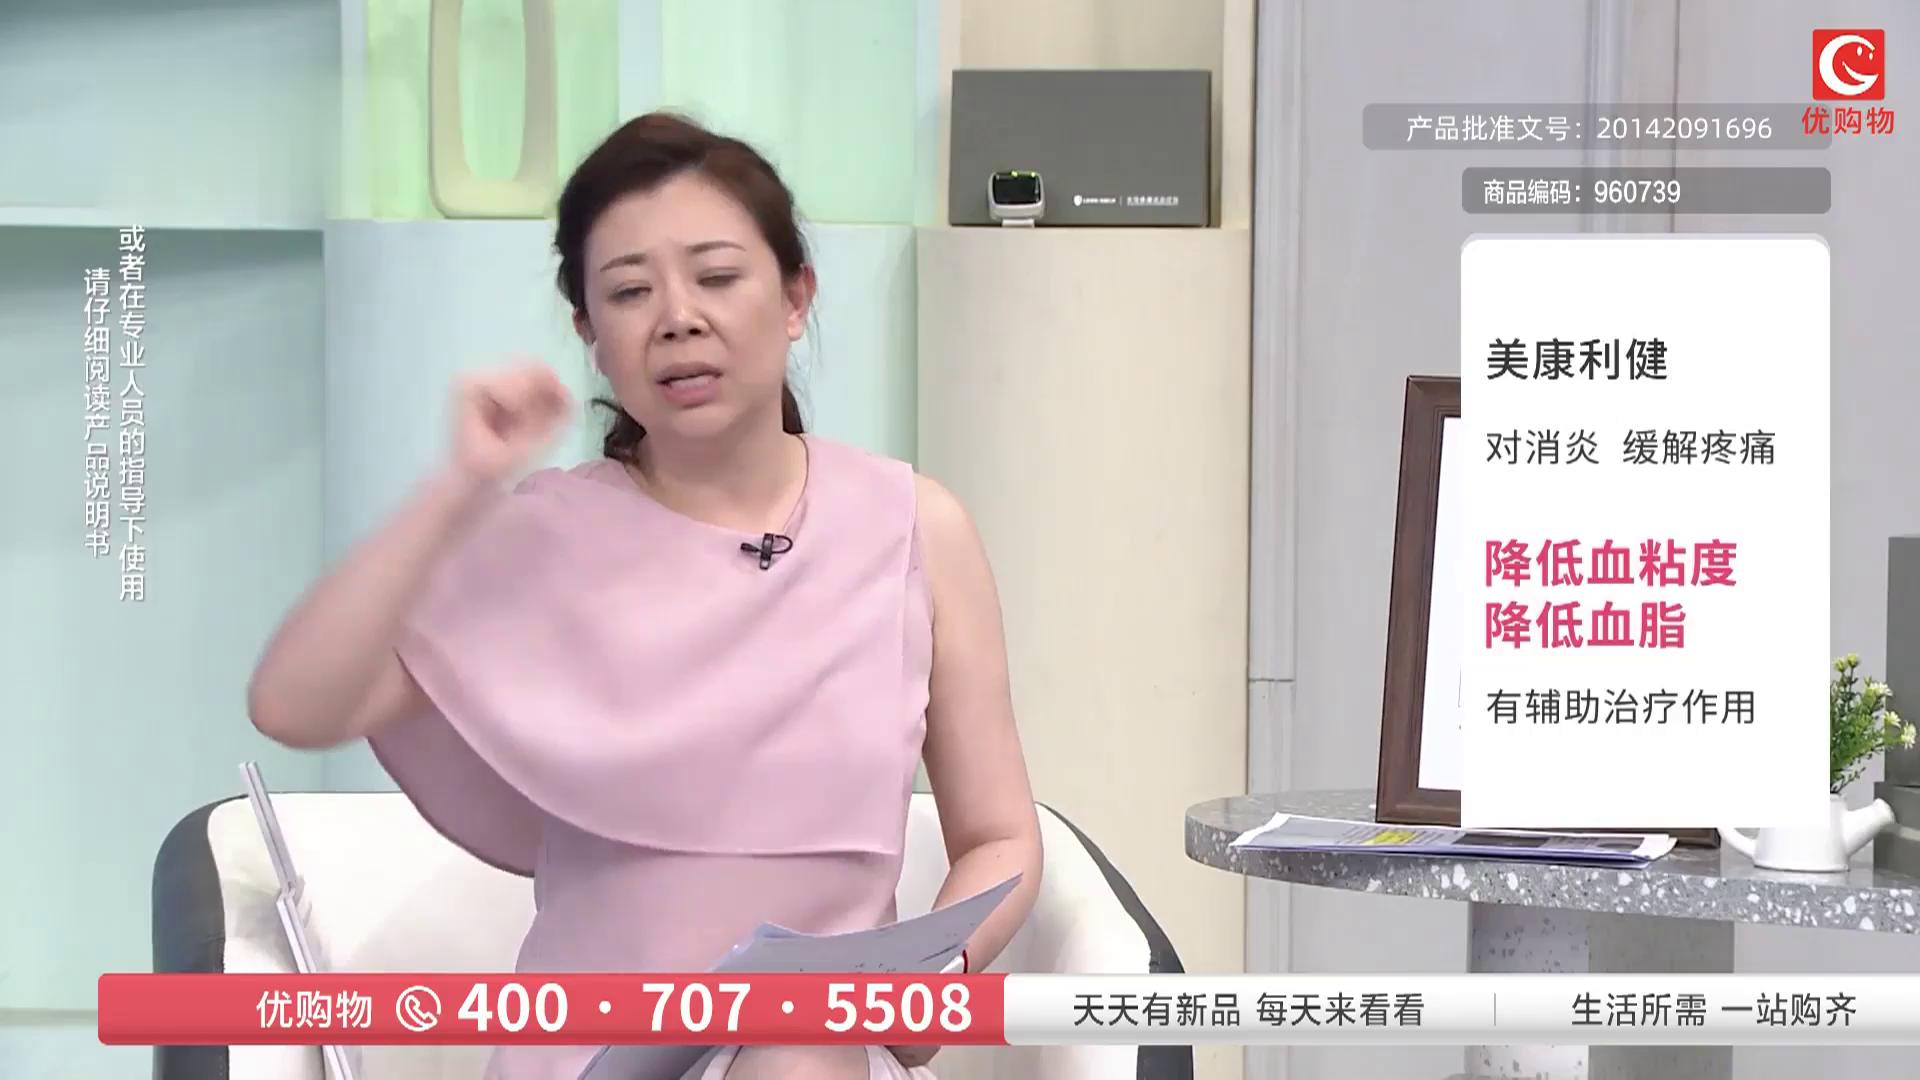 优购物
产品批准文号：20142091696
商品编码：960739
请仔细阅读产品说明书
或者在专业人员的指导下使用
美康利健
对消炎 缓解疼痛
降低血粘度
降低血脂
有辅助治疗作用
优购物 400·707·5508
天天有新品 每天来看看
生活所需 一站购齐